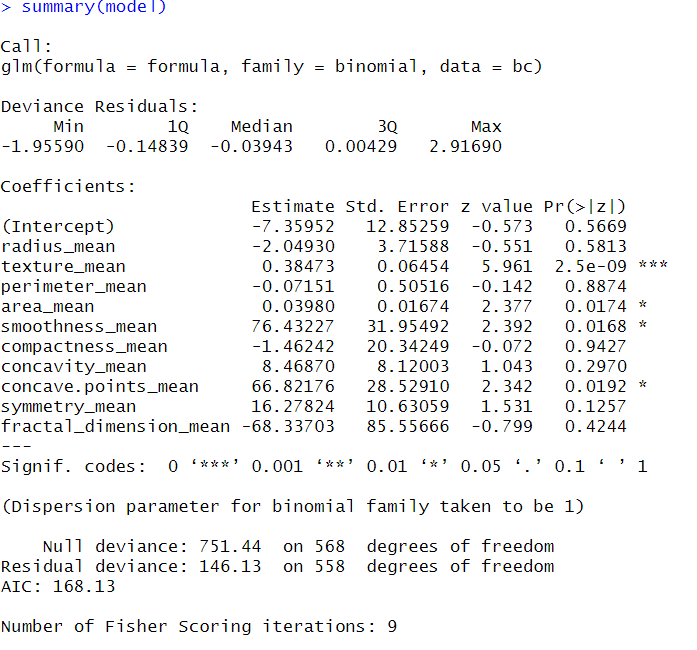 > summary(model)
Call:
glm(formula = formula, family = binomial, data = bc)
Deviance Residuals:
     Min       1Q   Median       3Q      Max
-1.95590 -0.14839 -0.03943  0.00429  2.91690
Coefficients:
                        Estimate Std. Error z value Pr(>|z|)
(Intercept)             -7.35952   12.85259  -0.573   0.5669
radius_mean             -2.04930    3.71588  -0.551   0.5813
texture_mean             0.38473    0.06454   5.961  2.5e-09 ***
perimeter_mean          -0.07151    0.50516  -0.142   0.8874
area_mean                0.03980    0.01674   2.377   0.0174 *
smoothness_mean         76.43227   31.95492   2.392   0.0168 *
compactness_mean        -1.46242   20.34249  -0.072   0.9427
concavity_mean           8.46870    8.12003   1.043   0.2970
concave.points_mean     66.82176   28.52910   2.342   0.0192 *
symmetry_mean           16.27824   10.63059   1.531   0.1257
fractal_dimension_mean -68.33703   85.55666  -0.799   0.4244
---
Signif. codes:  0 ‘***’ 0.001 ‘**’ 0.01 ‘*’ 0.05 ‘.’ 0.1 ‘ ’ 1
(Dispersion parameter for binomial family taken to be 1)
    Null deviance: 751.44  on 568  degrees of freedom
Residual deviance: 146.13  on 558  degrees of freedom
AIC: 168.13
Number of Fisher Scoring iterations: 9